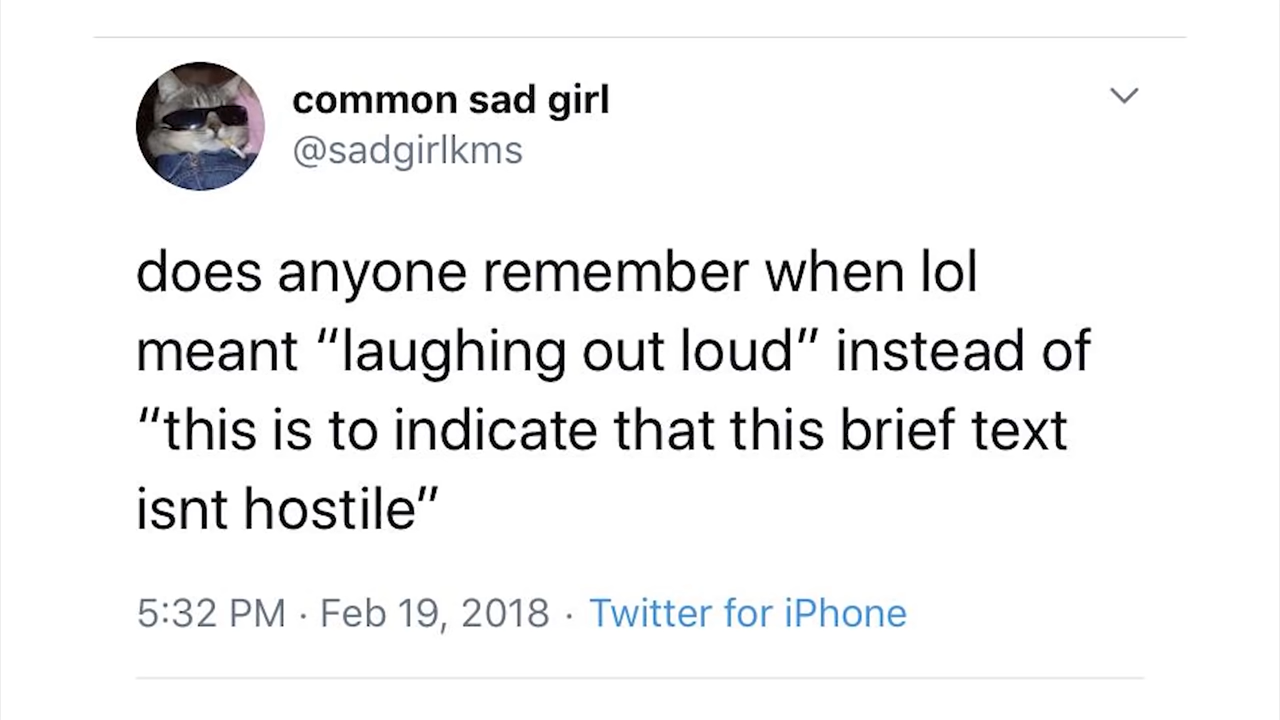 common sad girl
@sadgirlkms
does anyone remember when lol
meant “laughing out loud” instead of
“this is to indicate that this brief text
isnt hostile”
5:32 PM · Feb 19, 2018 · Twitter for iPhone